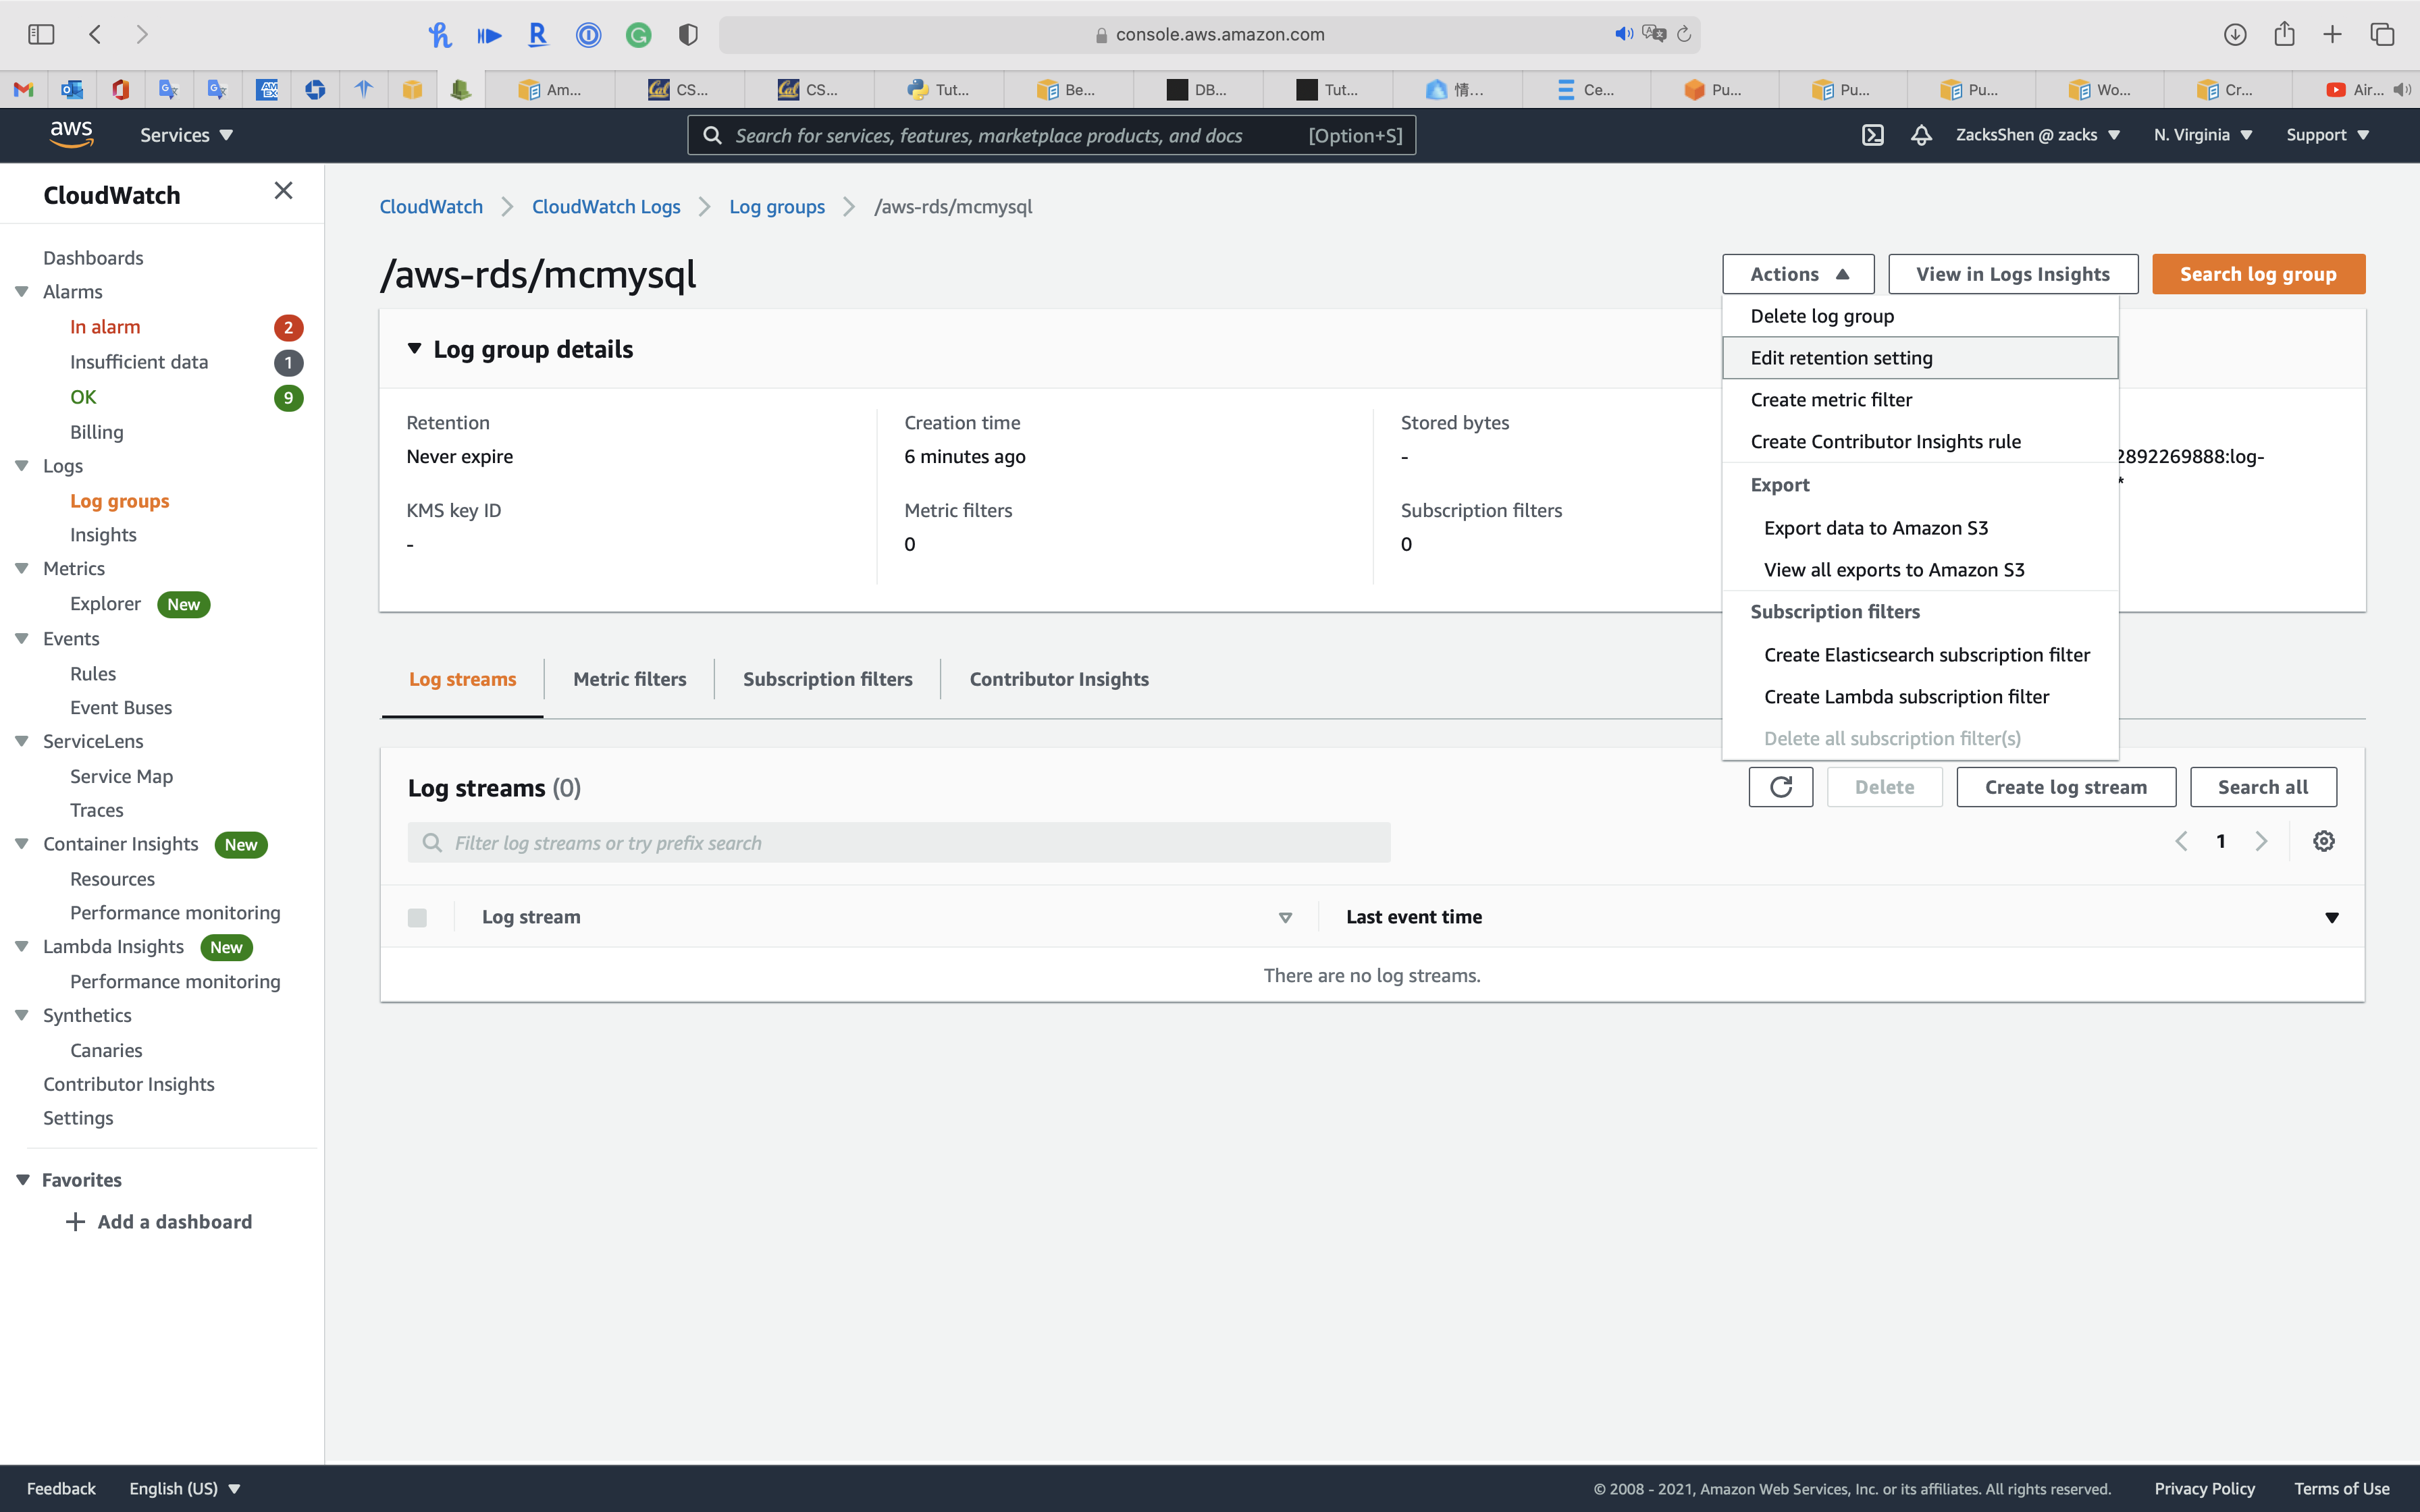 console.aws.amazon.com
Am...
CS...
CS...
Tut...
Be...
DB...
Tut...
情...
Ce...
Pu...
Pu...
Pu...
Wo...
Cr...
Air...
aws
Services
Search for services, features, marketplace products, and docs
[Option+S]
ZacksShen @ zacks
N. Virginia
Support
CloudWatch
Dashboards
Alarms
In alarm 2
Insufficient data 1
OK 9
Billing
Logs
Log groups
Insights
Metrics
Explorer New
Events
Rules
Event Buses
ServiceLens
Service Map
Traces
Container Insights New
Resources
Performance monitoring
Lambda Insights New
Performance monitoring
Synthetics
Canaries
Contributor Insights
Settings
Favorites
Add a dashboard
CloudWatch
CloudWatch Logs
Log groups
/aws-rds/mcmysql
/aws-rds/mcmysql
Actions
View in Logs Insights
Search log group
Delete log group
Edit retention setting
Create metric filter
Create Contributor Insights rule
Export
Export data to Amazon S3
View all exports to Amazon S3
Subscription filters
Create Elasticsearch subscription filter
Create Lambda subscription filter
Delete all subscription filter(s)
Log group details
Retention
Never expire
KMS key ID
-
Creation time
6 minutes ago
Metric filters
0
Stored bytes
-
Subscription filters
0
2892269888:log-
*
Log streams
Metric filters
Subscription filters
Contributor Insights
Log streams (0)
Delete
Create log stream
Search all
Filter log streams or try prefix search
1
Log stream
Last event time
There are no log streams.
Feedback
English (US)
© 2008 - 2021, Amazon Web Services, Inc. or its affiliates. All rights reserved.
Privacy Policy
Terms of Use